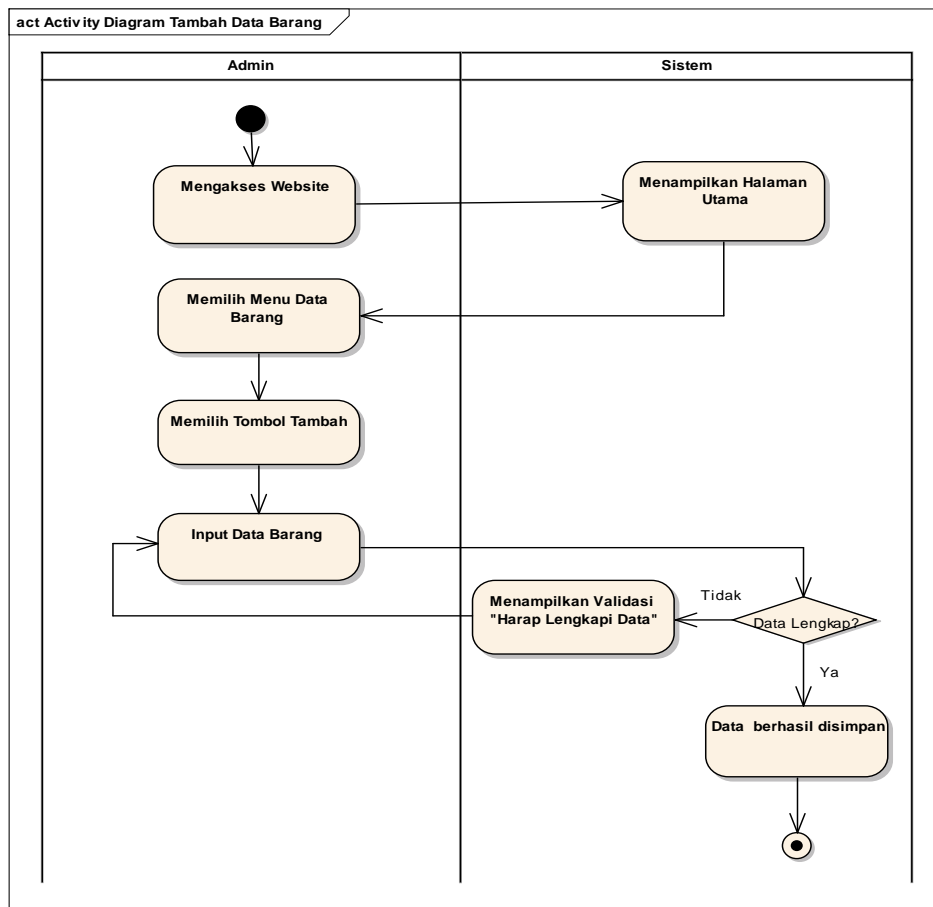 act Activity Diagram Tambah Data Barang
Admin
Sistem
Mengakses Website
Menampilkan Halaman
Utama
Memilih Menu Data
Barang
Memilih Tombol Tambah
Input Data Barang
Menampilkan Validasi
"Harap Lengkapi Data"
Tidak
Data Lengkap?
Ya
Data berhasil disimpan